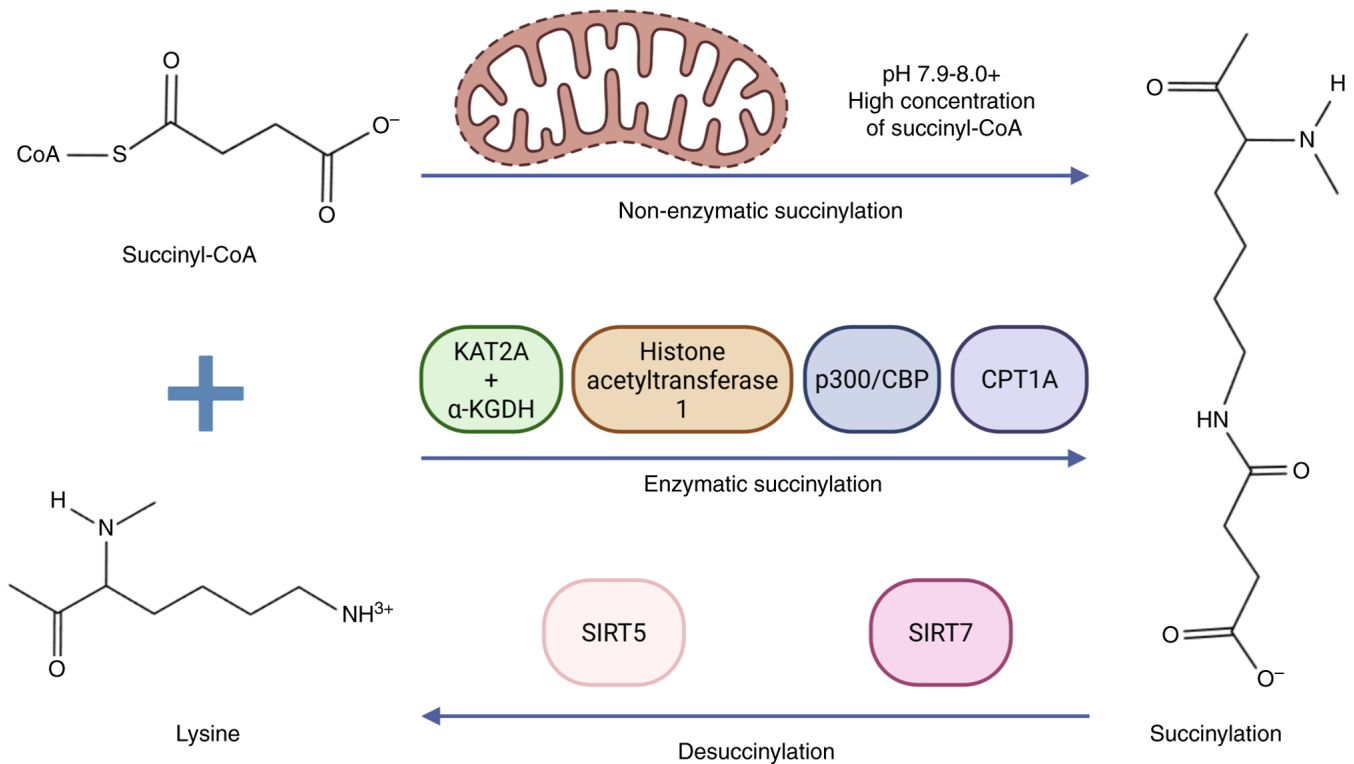 O
CoA
S
O⁻
O
Succinyl-CoA
pH 7.9-8.0+
High concentration
of succinyl-CoA
Non-enzymatic succinylation
KAT2A
+
α-KGDH
Histone
acetyltransferase
1
p300/CBP
CPT1A
Enzymatic succinylation
H
N
NH³⁺
O
Lysine
SIRT5
SIRT7
Desuccinylation
O
H
N
HN
O
O
O⁻
Succinylation